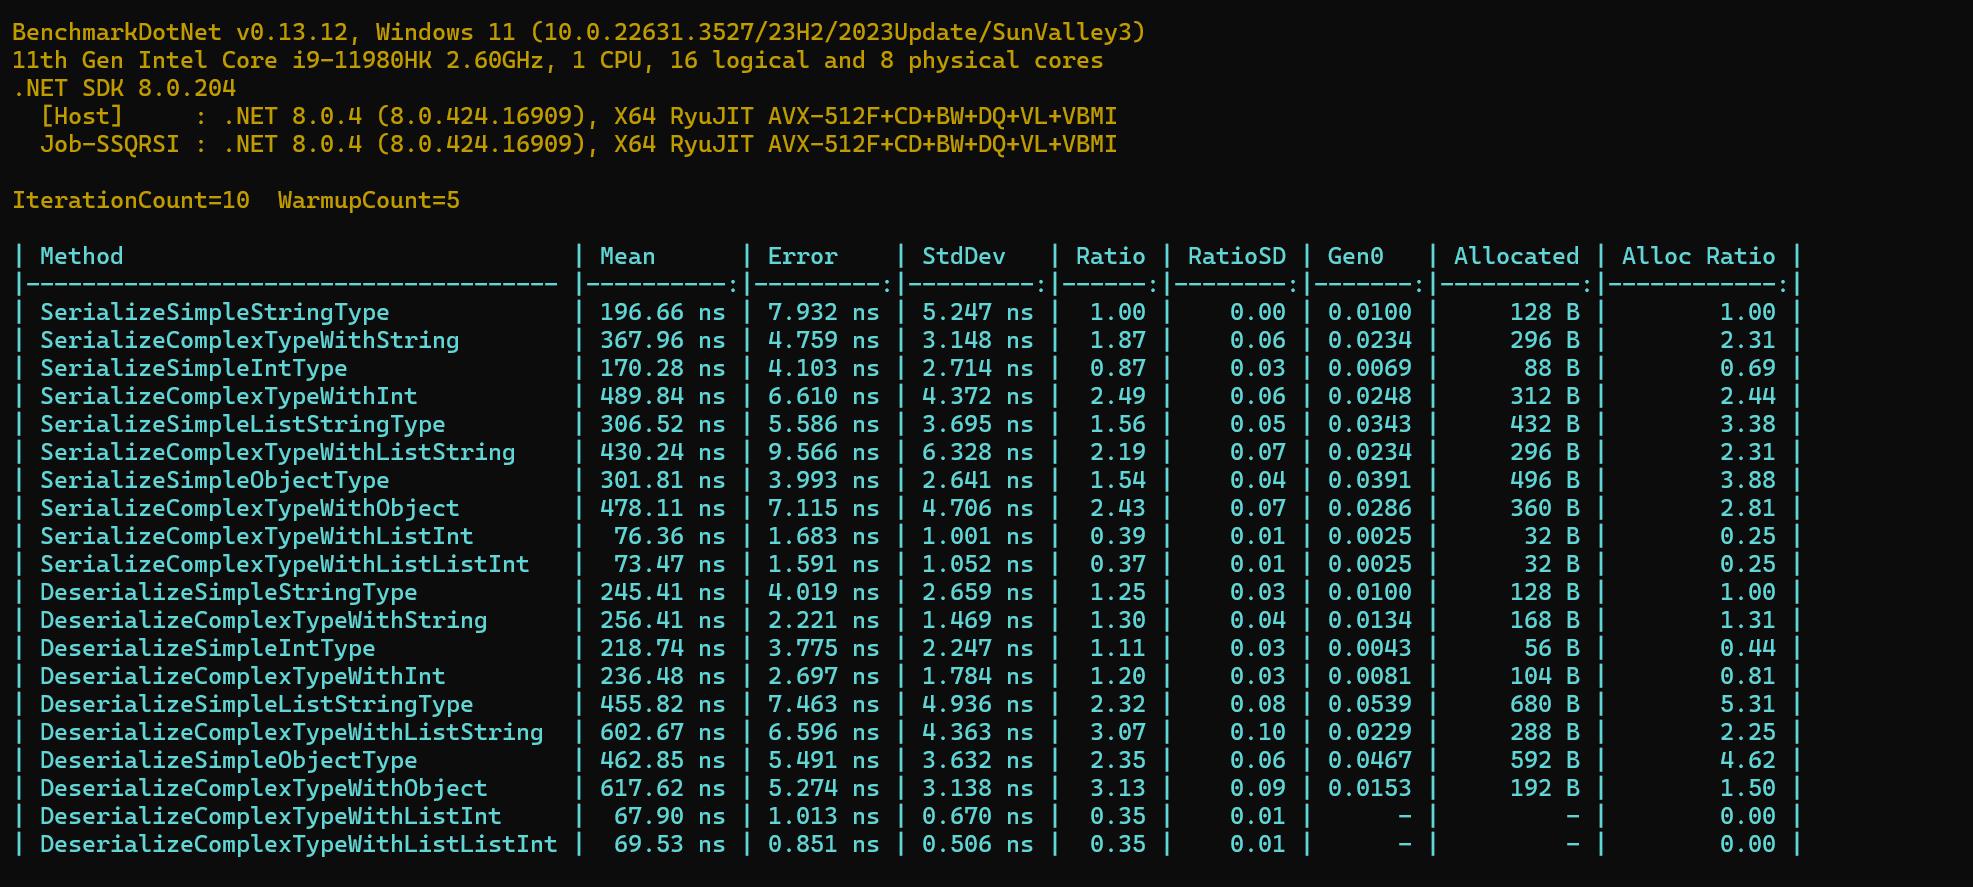 BenchmarkDotNet v0.13.12, Windows 11 (10.0.22631.3527/23H2/2023Update/SunValley3)
11th Gen Intel Core i9-11980HK 2.60GHz, 1 CPU, 16 logical and 8 physical cores
.NET SDK 8.0.204
  [Host]     : .NET 8.0.4 (8.0.424.16909), X64 RyuJIT AVX-512F+CD+BW+DQ+VL+VBMI
  Job-SSQRSI : .NET 8.0.4 (8.0.424.16909), X64 RyuJIT AVX-512F+CD+BW+DQ+VL+VBMI

IterationCount=10  WarmupCount=5

| Method                                | Mean      | Error     | StdDev    | Ratio | RatioSD | Gen0   | Allocated | Alloc Ratio |
|-------------------------------------- |----------:|---------:|---------:|------:|--------:|-------:|----------:|------------:|
| SerializeSimpleStringType             | 196.66 ns | 7.932 ns | 5.247 ns |  1.00 |    0.00 | 0.0100 |     128 B |        1.00 |
| SerializeComplexTypeWithString        | 367.96 ns | 4.759 ns | 3.148 ns |  1.87 |    0.06 | 0.0234 |     296 B |        2.31 |
| SerializeSimpleIntType                | 170.28 ns | 4.103 ns | 2.714 ns |  0.87 |    0.03 | 0.0069 |      88 B |        0.69 |
| SerializeComplexTypeWithInt           | 489.84 ns | 6.610 ns | 4.372 ns |  2.49 |    0.06 | 0.0248 |     312 B |        2.44 |
| SerializeSimpleListStringType         | 306.52 ns | 5.586 ns | 3.695 ns |  1.56 |    0.05 | 0.0343 |     432 B |        3.38 |
| SerializeComplexTypeWithListString    | 430.24 ns | 9.566 ns | 6.328 ns |  2.19 |    0.07 | 0.0234 |     296 B |        2.31 |
| SerializeSimpleObjectType             | 301.81 ns | 3.993 ns | 2.641 ns |  1.54 |    0.04 | 0.0391 |     496 B |        3.88 |
| SerializeComplexTypeWithObject        | 478.11 ns | 7.115 ns | 4.706 ns |  2.43 |    0.07 | 0.0286 |     360 B |        2.81 |
| SerializeComplexTypeWithListInt       |  76.36 ns | 1.683 ns | 1.001 ns |  0.39 |    0.01 | 0.0025 |      32 B |        0.25 |
| SerializeComplexTypeWithListListInt   |  73.47 ns | 1.591 ns | 1.052 ns |  0.37 |    0.01 | 0.0025 |      32 B |        0.25 |
| DeserializeSimpleStringType           | 245.41 ns | 4.019 ns | 2.659 ns |  1.25 |    0.03 | 0.0100 |     128 B |        1.00 |
| DeserializeComplexTypeWithString      | 256.41 ns | 2.221 ns | 1.469 ns |  1.30 |    0.04 | 0.0134 |     168 B |        1.31 |
| DeserializeSimpleIntType              | 218.74 ns | 3.775 ns | 2.247 ns |  1.11 |    0.03 | 0.0043 |      56 B |        0.44 |
| DeserializeComplexTypeWithInt         | 236.48 ns | 2.697 ns | 1.784 ns |  1.20 |    0.03 | 0.0081 |     104 B |        0.81 |
| DeserializeSimpleListStringType       | 455.82 ns | 7.463 ns | 4.936 ns |  2.32 |    0.08 | 0.0539 |     680 B |        5.31 |
| DeserializeComplexTypeWithListString  | 602.67 ns | 6.596 ns | 4.363 ns |  3.07 |    0.10 | 0.0229 |     288 B |        2.25 |
| DeserializeSimpleObjectType           | 462.85 ns | 5.491 ns | 3.632 ns |  2.35 |    0.06 | 0.0467 |     592 B |        4.62 |
| DeserializeComplexTypeWithObject      | 617.62 ns | 5.274 ns | 3.138 ns |  3.13 |    0.09 | 0.0153 |     192 B |        1.50 |
| DeserializeComplexTypeWithListInt     |  67.90 ns | 1.013 ns | 0.670 ns |  0.35 |    0.01 |      - |         - |        0.00 |
| DeserializeComplexTypeWithListListInt |  69.53 ns | 0.851 ns | 0.506 ns |  0.35 |    0.01 |      - |         - |        0.00 |